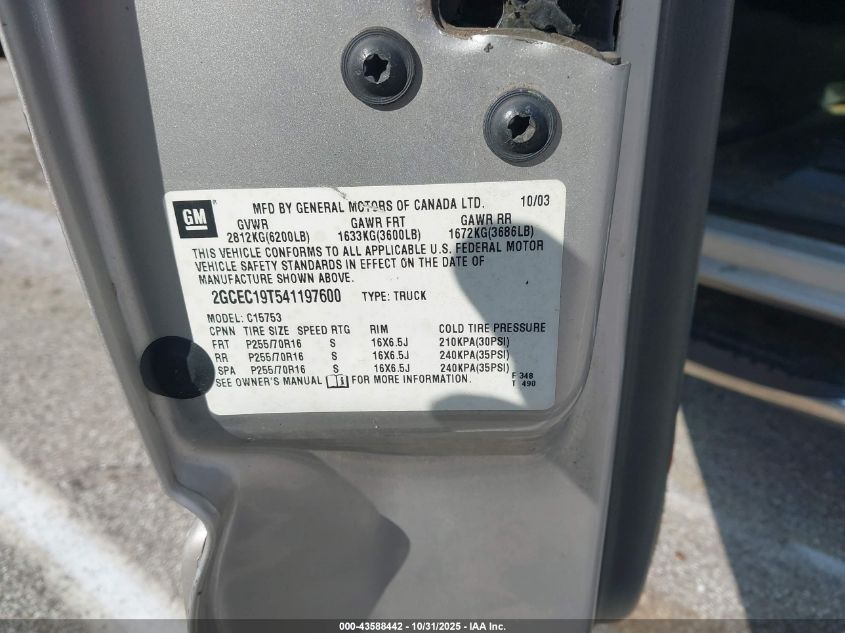 GM
MFD BY GENERAL MOTORS OF CANADA LTD. 10/03
GVWR GAWR FRT GAWR RR
2812KG(6200LB) 1633KG(3600LB) 1672KG(3686LB)
THIS VEHICLE CONFORMS TO ALL APPLICABLE U.S. FEDERAL MOTOR
VEHICLE SAFETY STANDARDS IN EFFECT ON THE DATE OF
MANUFACTURE SHOWN ABOVE.
2GCEC19T541197600 TYPE: TRUCK
MODEL: C15753
CPNN TIRE SIZE SPEED RTG RIM COLD TIRE PRESSURE
FRT P255/70R16 S 16X6.5J 210KPA(30PSI)
RR P255/70R16 S 16X6.5J 240KPA(35PSI)
SPA P255/70R16 S 16X6.5J 240KPA(35PSI)
SEE OWNER'S MANUAL FOR MORE INFORMATION.
F 348
T 490
000-43588442 - 10/31/2025 - IAA Inc.